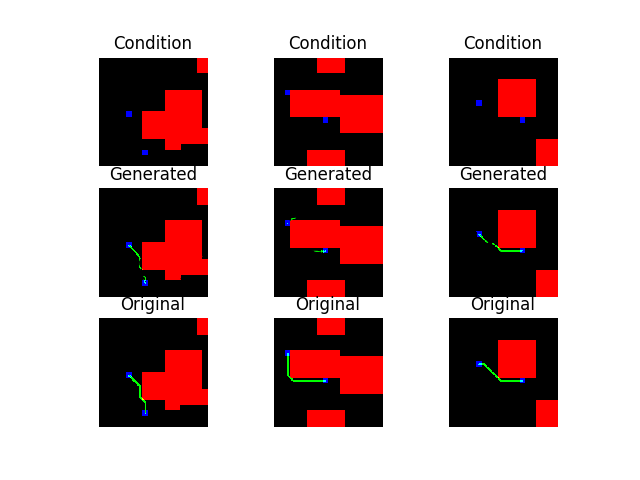 Condition Condition Condition
Generated Generated Generated
Original Original Original